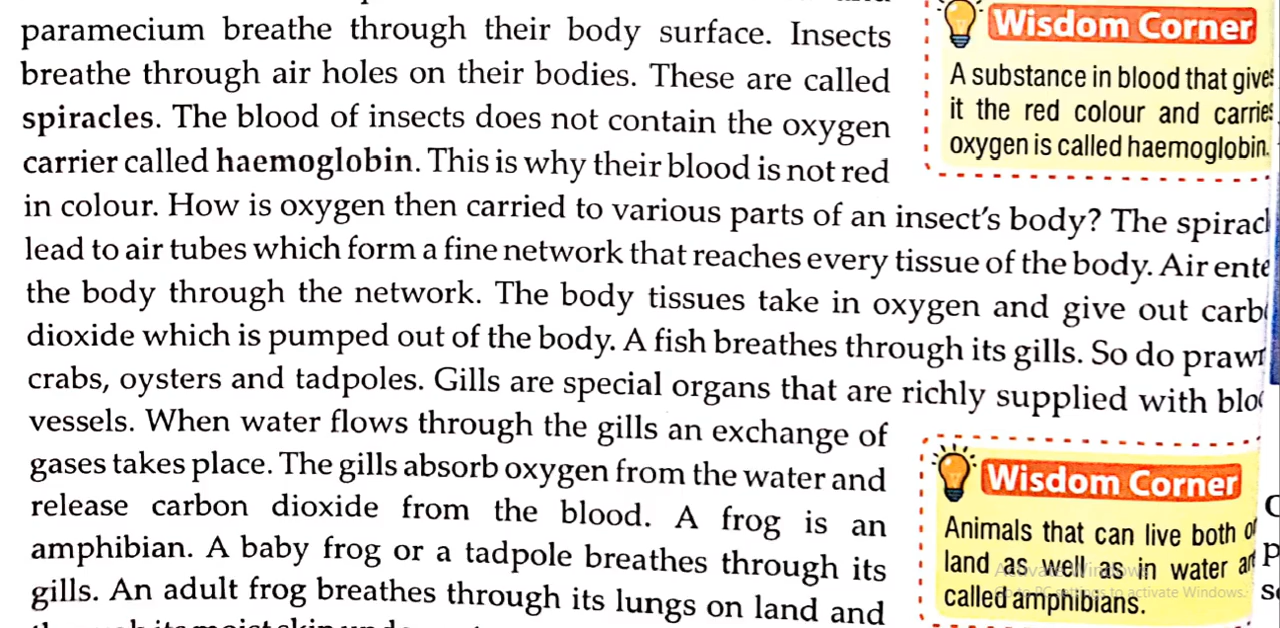 paramecium breathe through their body surface. Insects
breathe through air holes on their bodies. These are called
spiracles. The blood of insects does not contain the oxygen
carrier called haemoglobin. This is why their blood is not red
in colour. How is oxygen then carried to various parts of an insect's body? The
lead to air tubes which form a fine network that reaches every tissue of the body. Air
the body through the network. The body tissues take in oxygen and give out
dioxide which is pumped out of the body. A fish breathes through its gills. So do
crabs, oysters and tadpoles. Gills are special organs that are richly supplied with
vessels. When water flows through the gills an exchange of
gases takes place. The gills absorb oxygen from the water and
release carbon dioxide from the blood. A frog is an
amphibian. A baby frog or a tadpole breathes through its
gills. An adult frog breathes through its lungs on land and
Wisdom Corner
A substance in blood that gives
it the red colour and carries
oxygen is called haemoglobin.
Wisdom Corner
Animals that can live both
land as well as in water
called amphibians.
Activate Windows
Go to PC settings to activate Windows.